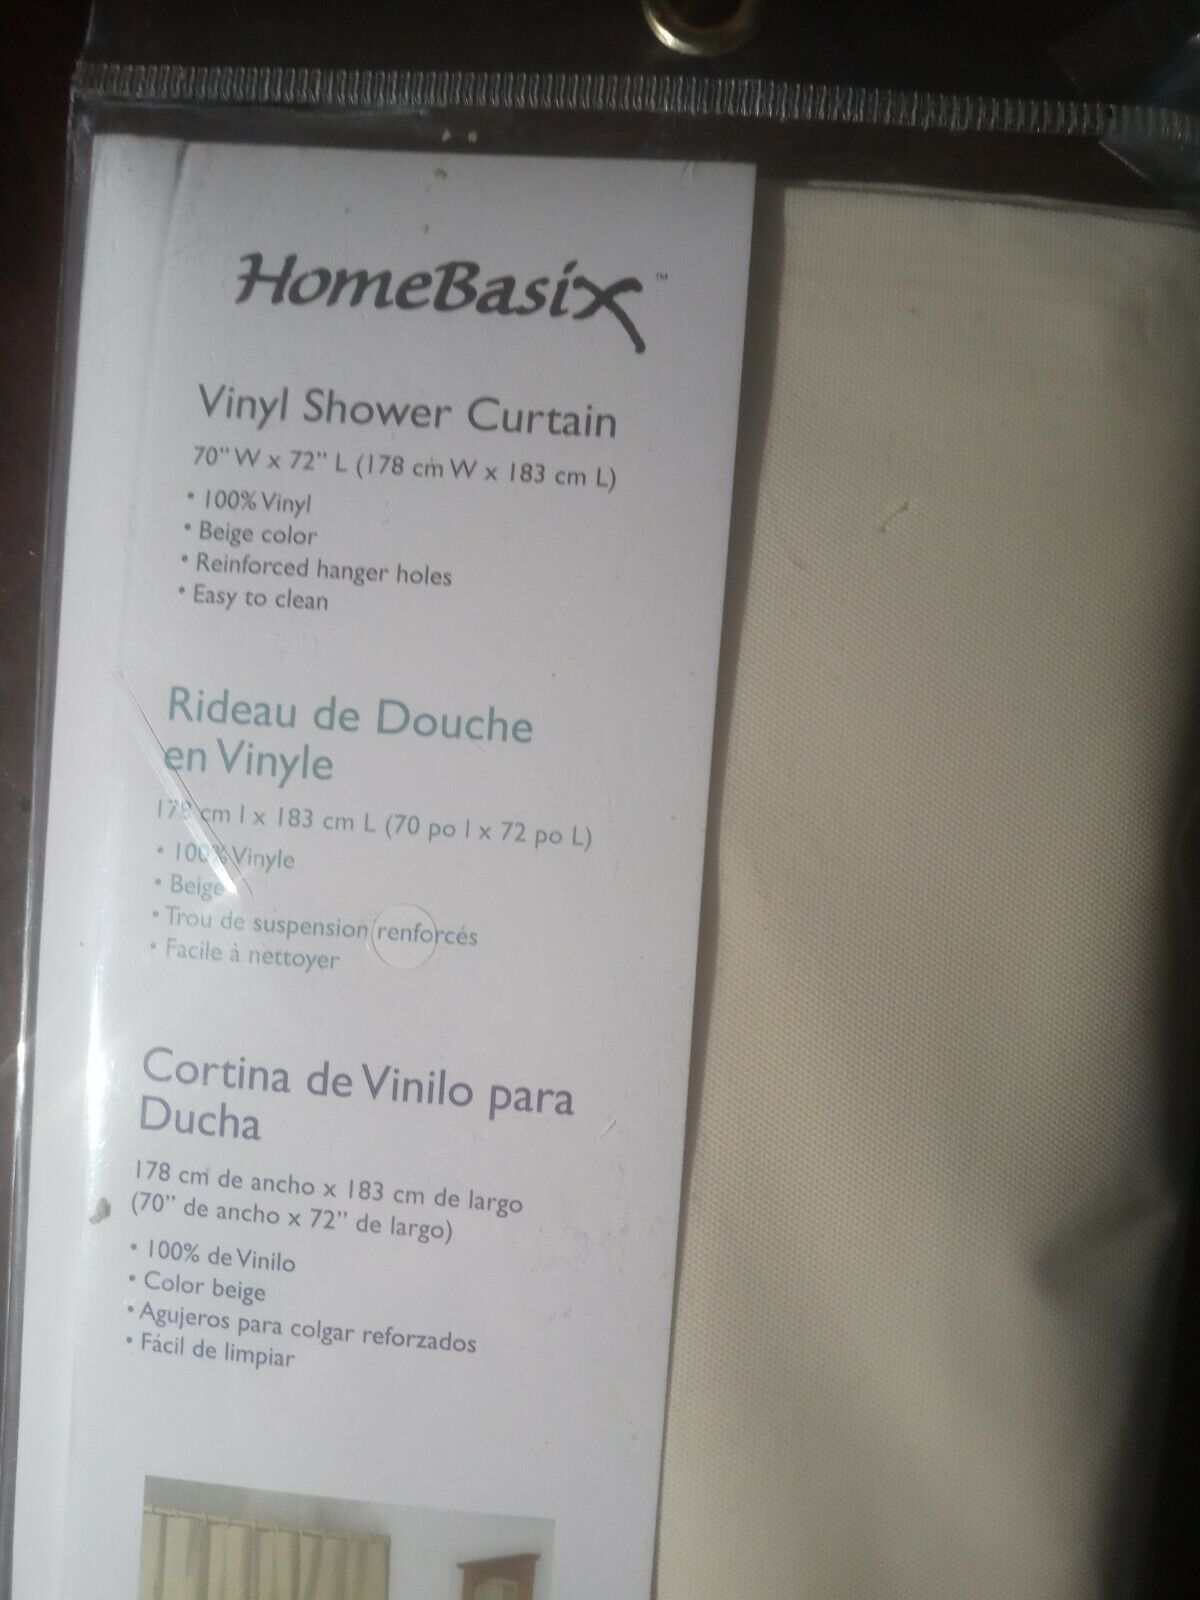 HomeBasix™
Vinyl Shower Curtain
70" W x 72" L (178 cm W x 183 cm L)
• 100% Vinyl
• Beige color
• Reinforced hanger holes
• Easy to clean
Rideau de Douche
en Vinyle
178 cm l x 183 cm L (70 po l x 72 po L)
• 100% Vinyle
• Beige
• Trou de suspension renforcés
• Facile à nettoyer
Cortina de Vinilo para
Ducha
178 cm de ancho x 183 cm de largo
(70" de ancho x 72" de largo)
• 100% de Vinilo
• Color beige
• Agujeros para colgar reforzados
• Fácil de limpiar